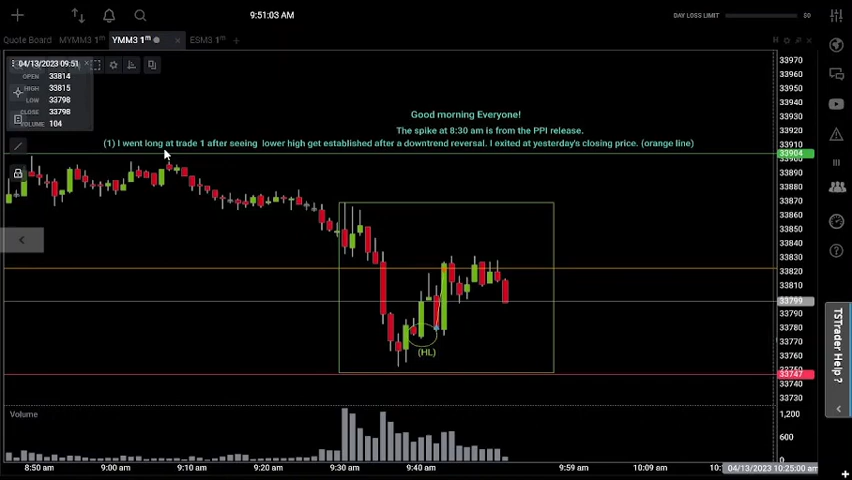 9:51:03 AM
DAY LOSS LIMIT
50
Quote Board MYMM3 1ᵐ YMM3 1ᵐ ESM3 1ᵐ
04/13/2023 09:51
OPEN 33814
HIGH 33815
LOW 33798
CLOSE 33798
VOLUME 104
Good morning Everyone!
The spike at 8:30 am is from the PPI release.
(1) I went long at trade 1 after seeing lower high get established after a downtrend reversal. I exited at yesterday's closing price. (orange line)
(HL)
33970
33960
33950
33940
33930
33920
33910
33904
33890
33880
33870
33860
33850
33840
33830
33820
33810
33799
33790
33780
33770
33760
33747
33740
33730
Volume
1,200
600
0
8:50 am 9:00 am 9:10 am 9:20 am 9:30 am 9:40 am 9:59 am 10:09 am 04/13/2023 10:25:00 am
TSTrader Help ?